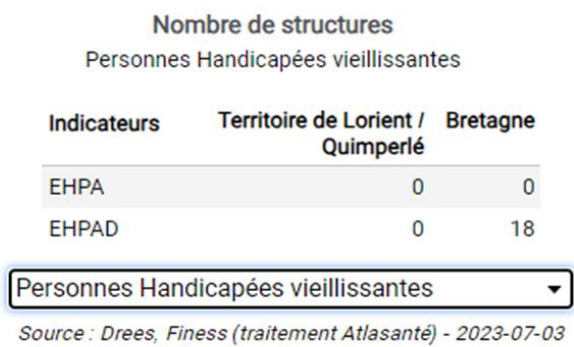 Nombre de structures
Personnes Handicapées vieillissantes
Indicateurs Territoire de Lorient / Quimperlé Bretagne
EHPA 0 0
EHPAD 0 18
Personnes Handicapées vieillissantes
Source : Drees, Finess (traitement Atlasanté) - 2023-07-03